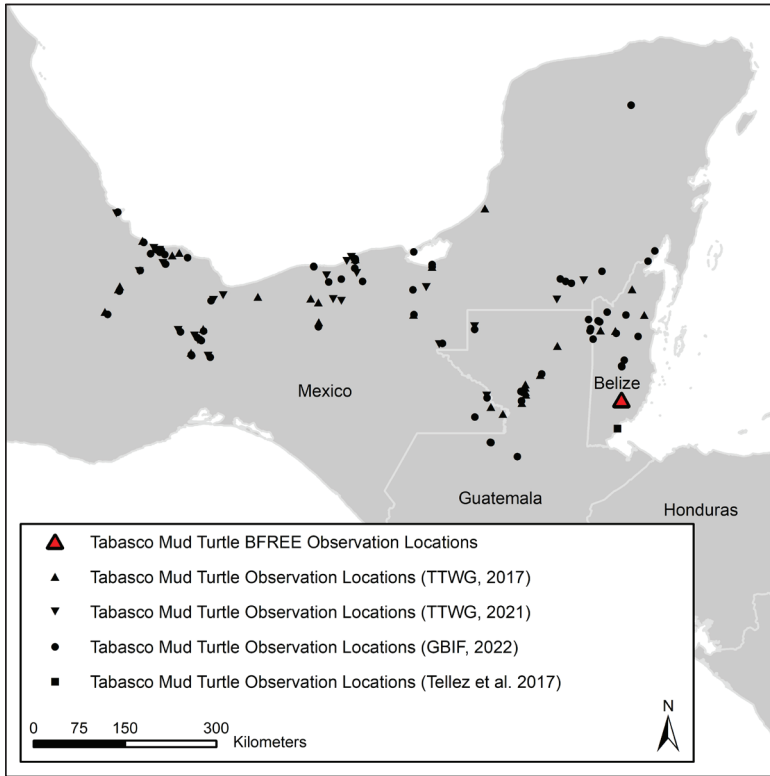 Mexico
Belize
Guatemala
Honduras
Tabasco Mud Turtle BFREE Observation Locations
Tabasco Mud Turtle Observation Locations (TTWG, 2017)
Tabasco Mud Turtle Observation Locations (TTWG, 2021)
Tabasco Mud Turtle Observation Locations (GBIF, 2022)
Tabasco Mud Turtle Observation Locations (Tellez et al. 2017)
N
0 75 150 300
Kilometers